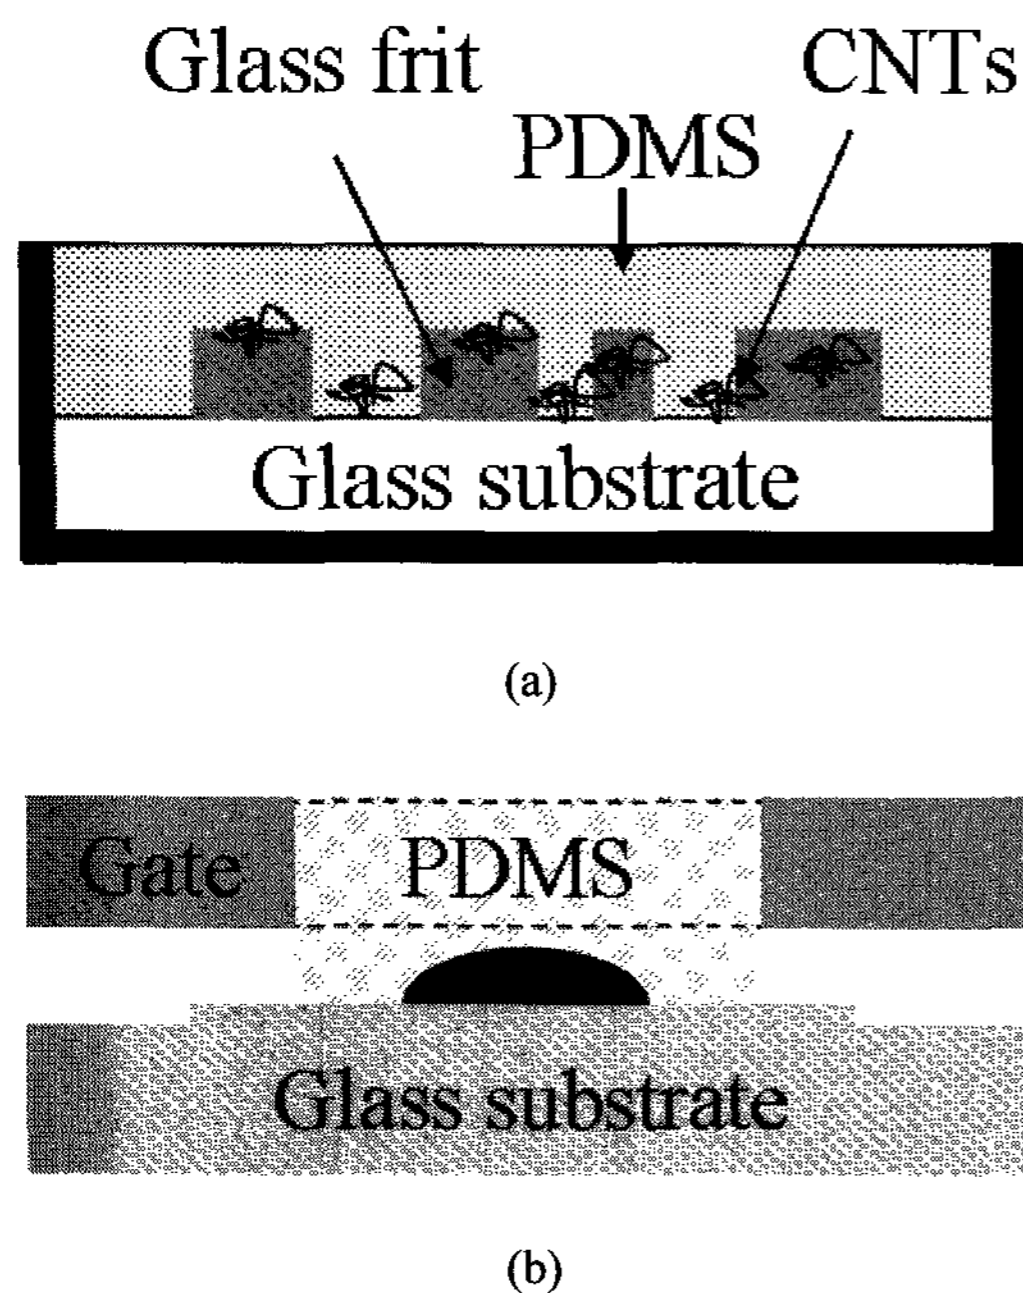 Glass frit
CNTs
PDMS
Glass substrate
(a)
Gate
PDMS
Glass substrate
(b)